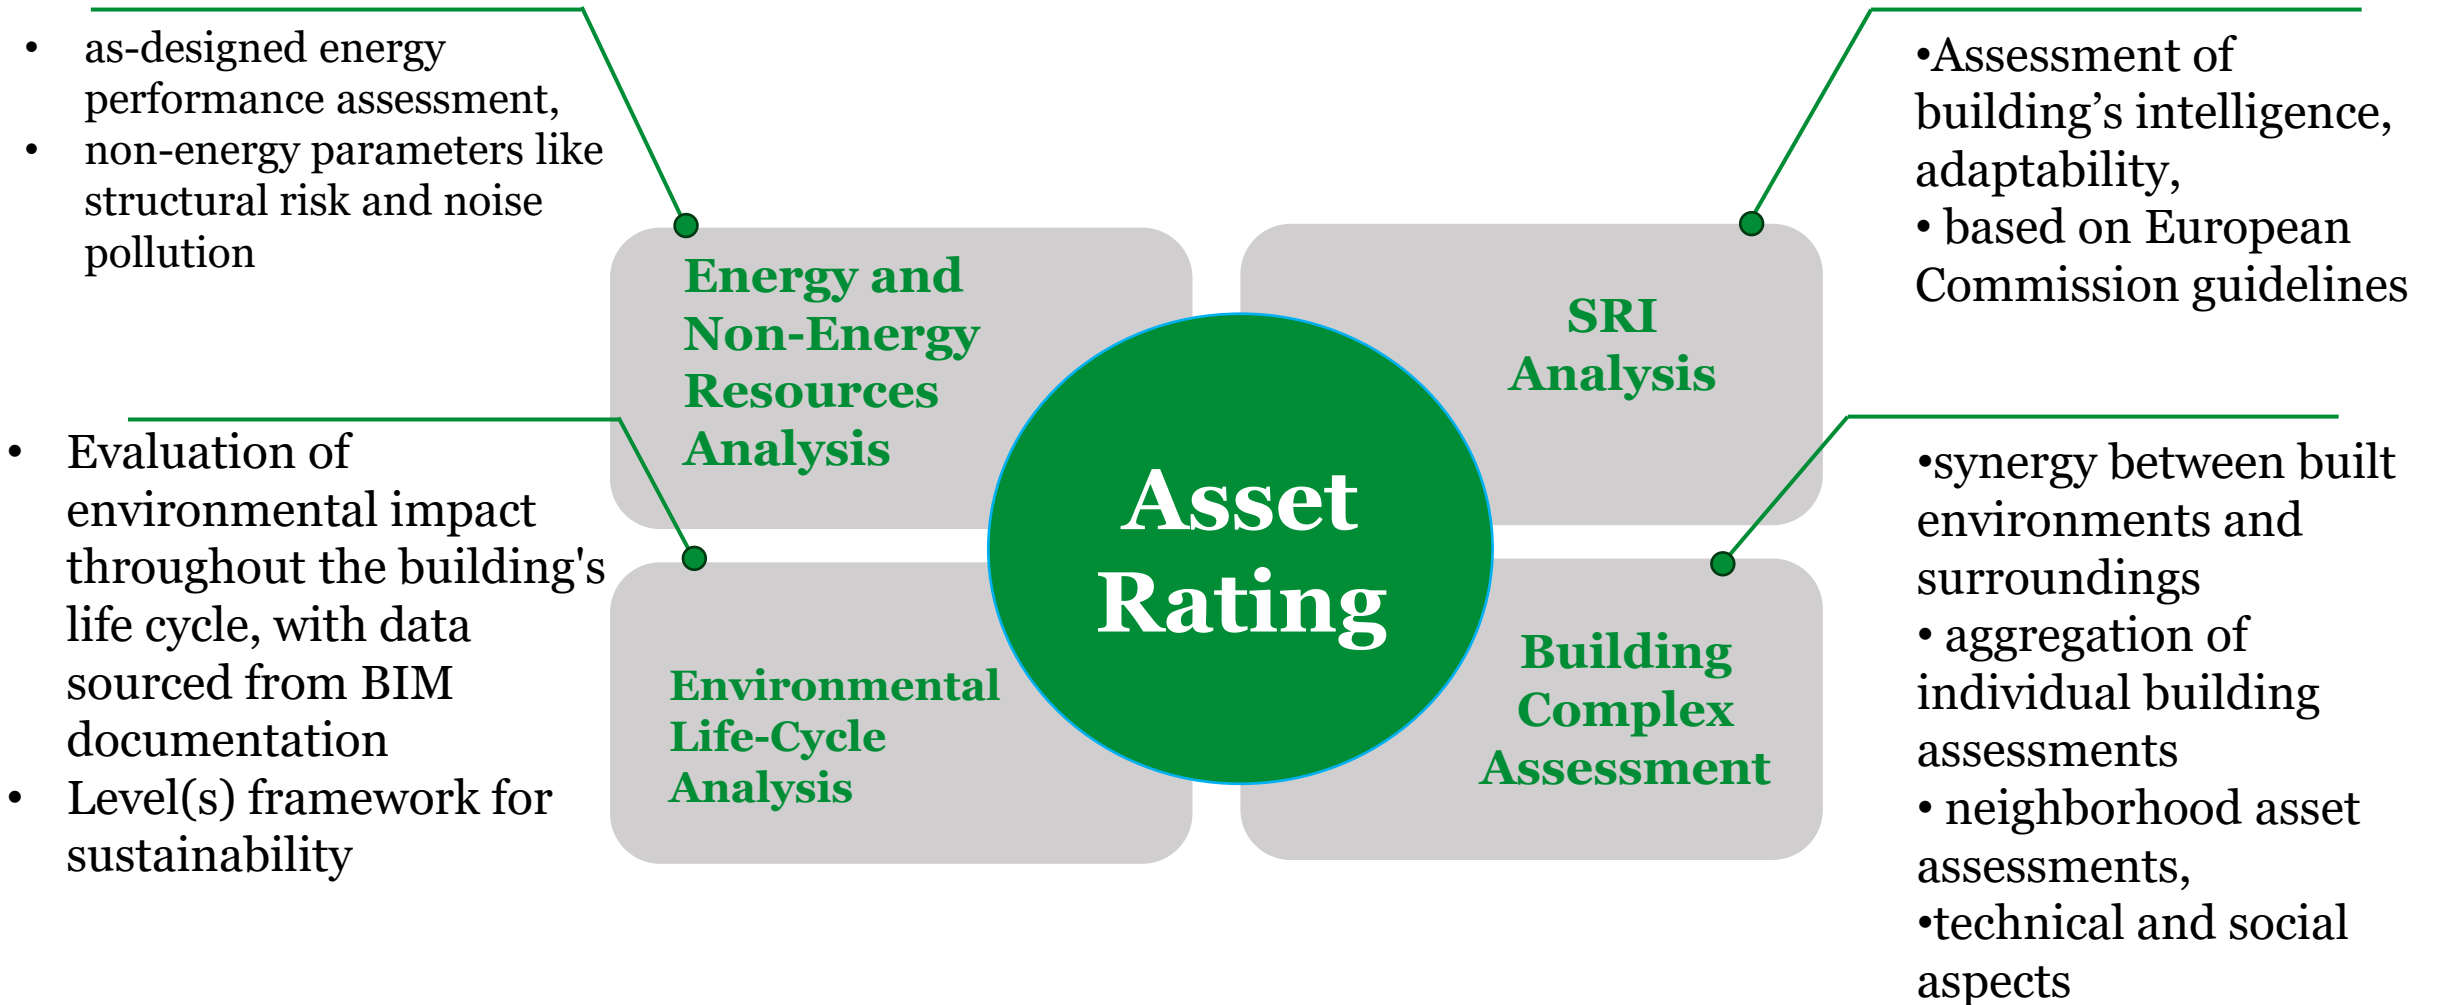 • as-designed energy
performance assessment,
• non-energy parameters like
structural risk and noise
pollution
Energy and
Non-Energy
Resources
Analysis
•Assessment of
building’s intelligence,
adaptability,
• based on European
Commission guidelines
SRI
Analysis
Asset
Rating
• Evaluation of
environmental impact
throughout the building's
life cycle, with data
sourced from BIM
documentation
• Level(s) framework for
sustainability
Environmental
Life-Cycle
Analysis
Building
Complex
Assessment
•synergy between built
environments and
surroundings
• aggregation of
individual building
assessments
• neighborhood asset
assessments,
•technical and social
aspects